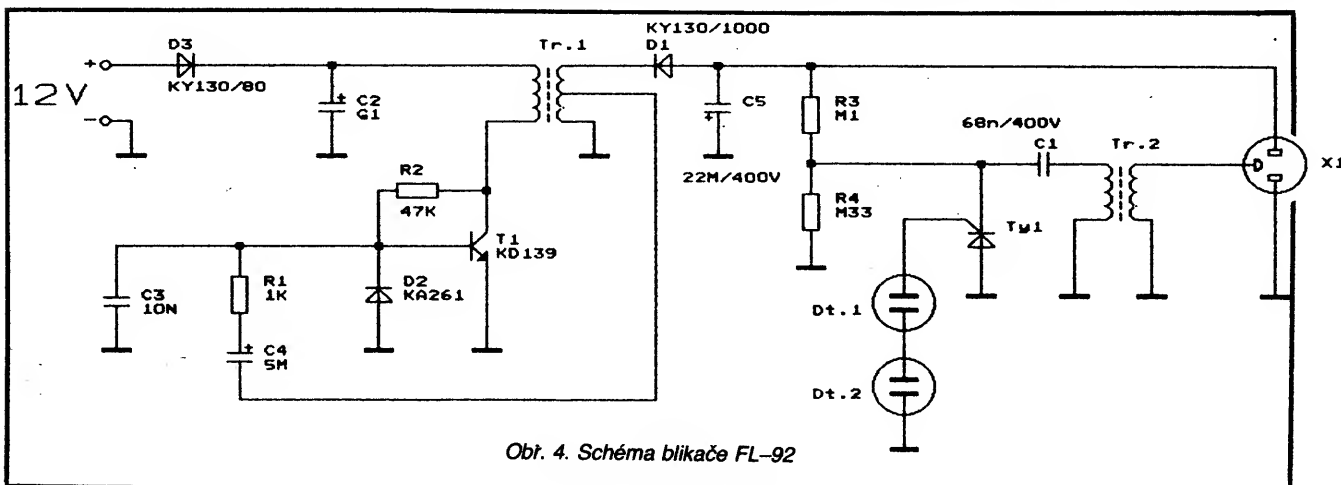 KY130/1000
D3
Tr.1
D1
+
KY130/80
12V
-
C2
G1
+
C5
+
22M/400V
R3
M1
68n/400V
C1
Tr.2
X1
R2
47K
R4
M33
Ty1
T1
KD139
R1
1K
D2
KA261
C3
10N
C4
5M
+
Dt.1
Dt.2
Obř. 4. Schéma blikače FL–92